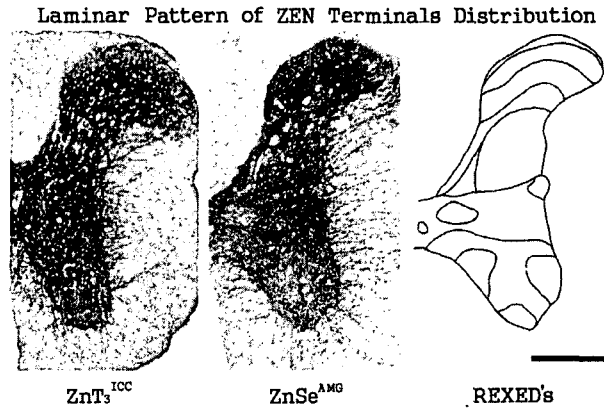 Laminar Pattern of ZEN Terminals Distribution
ZnT₃ᴵᶜᶜ ZnSeᴬᴹᴳ REXED's